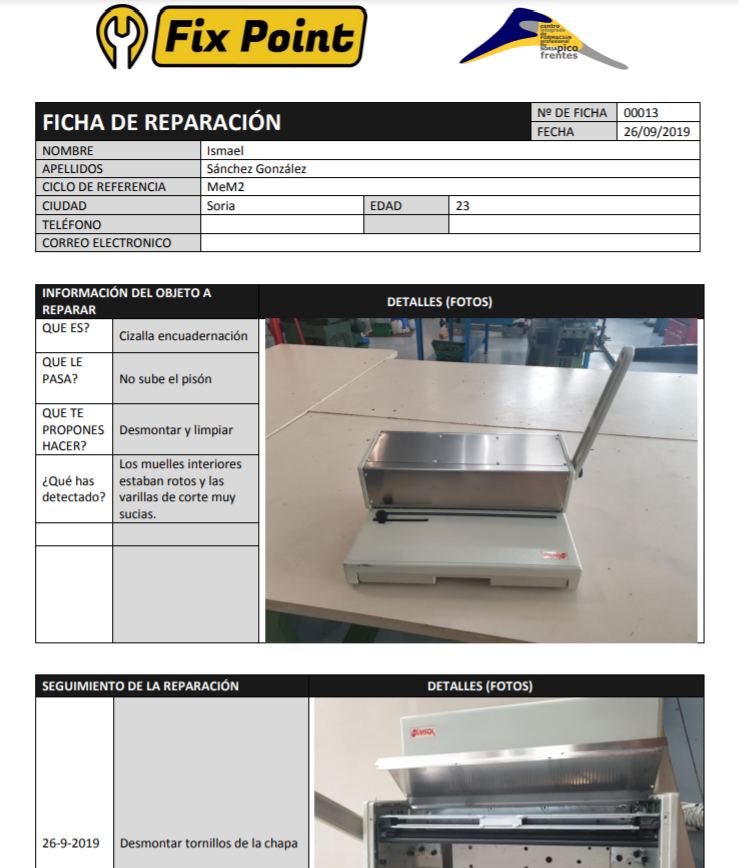 Fix Point
centro
integrado
de
FORMACIÓN
profesional
DE
SORIA pico
frentes
FICHA DE REPARACIÓN
Nº DE FICHA 00013
FECHA 26/09/2019
NOMBRE Ismael
APELLIDOS Sánchez González
CICLO DE REFERENCIA MeM2
CIUDAD Soria EDAD 23
TELÉFONO
CORREO ELECTRONICO
INFORMACIÓN DEL OBJETO A
REPARAR
DETALLES (FOTOS)
QUE ES? Cizalla encuadernación
QUE LE
PASA?
No sube el pisón
QUE TE
PROPONES
HACER?
Desmontar y limpiar
¿Qué has
detectado?
Los muelles interiores
estaban rotos y las
varillas de corte muy
sucias.
SEGUIMIENTO DE LA REPARACIÓN DETALLES (FOTOS)
26-9-2019 Desmontar tornillos de la chapa